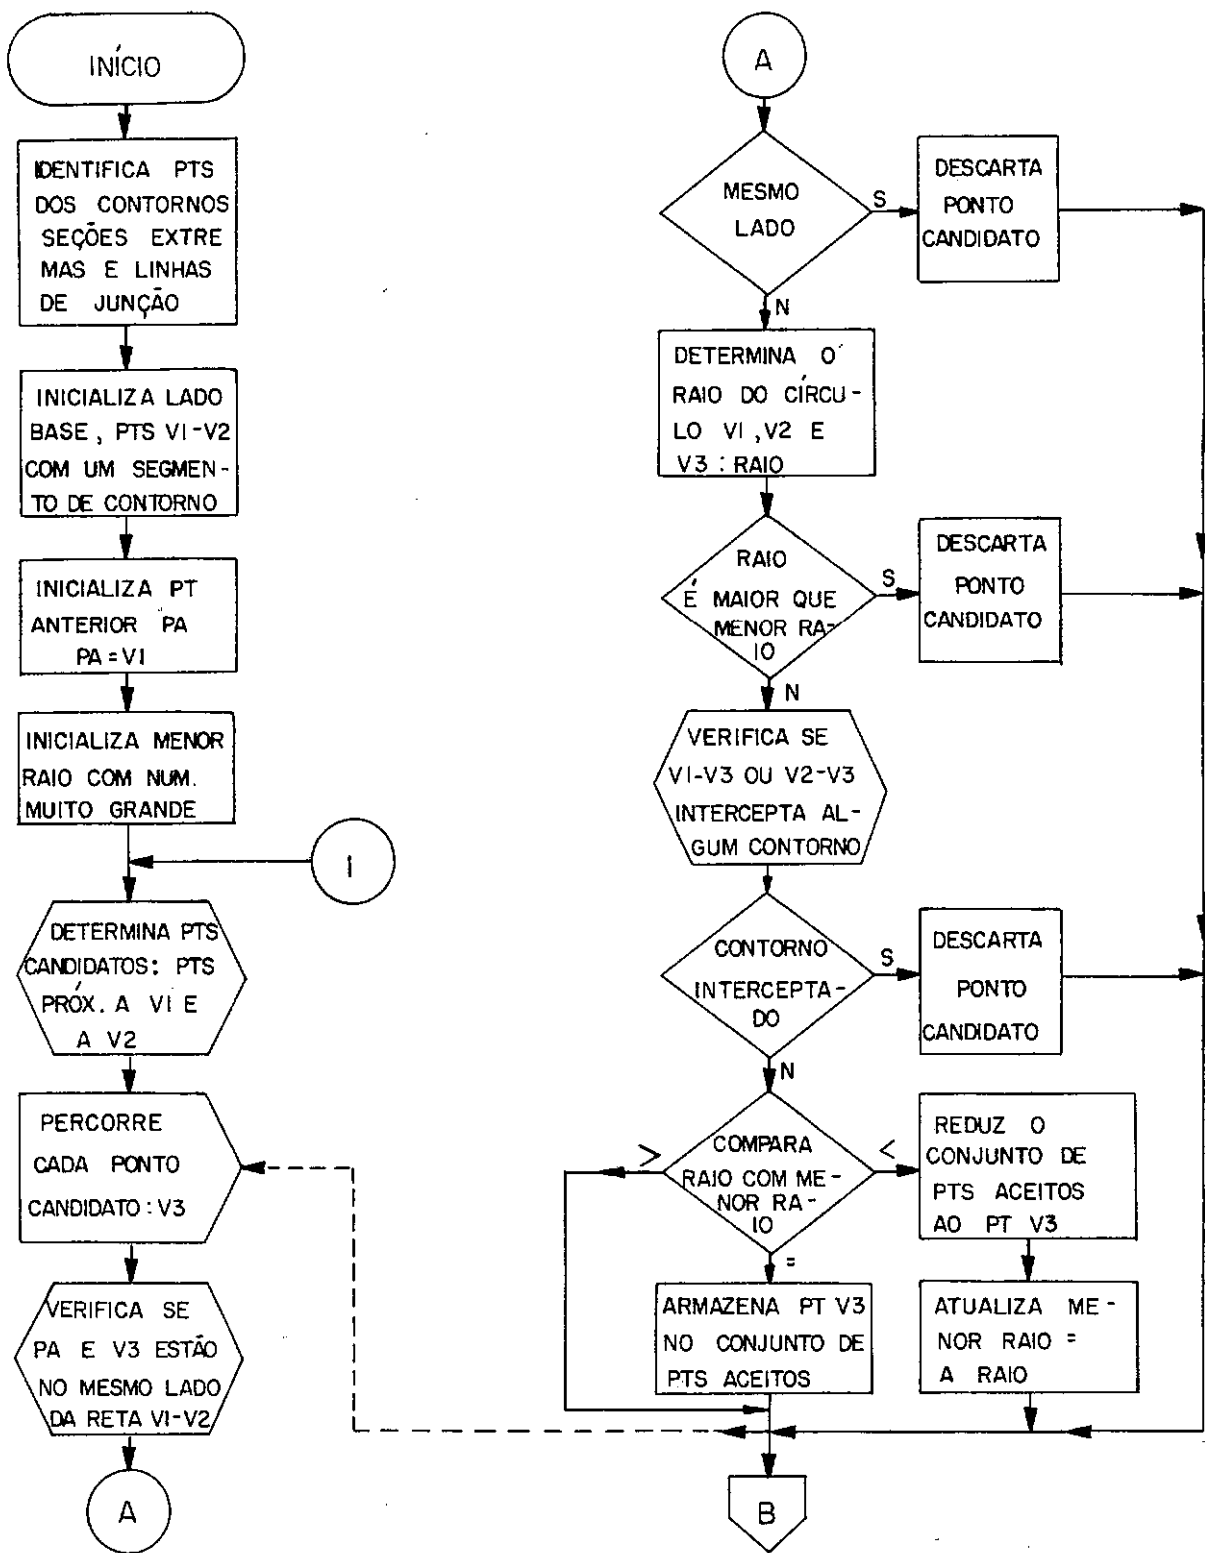 INÍCIO
IDENTIFICA PTS
DOS CONTORNOS
SEÇÕES EXTRE
MAS E LINHAS
DE JUNÇÃO
INICIALIZA LADO
BASE, PTS V1-V2
COM UM SEGMEN-
TO DE CONTORNO
INICIALIZA PT
ANTERIOR PA
PA=V1
INICIALIZA MENOR
RAIO COM NUM.
MUITO GRANDE
1
DETERMINA PTS
CANDIDATOS: PTS
PRÓX. A V1 E
A V2
PERCORRE
CADA PONTO
CANDIDATO: V3
VERIFICA SE
PA E V3 ESTÃO
NO MESMO LADO
DA RETA V1-V2
A
A
MESMO
LADO
S
DESCARTA
PONTO
CANDIDATO
N
DETERMINA O
RAIO DO CÍRCU-
LO V1, V2 E
V3: RAIO
RAIO
É MAIOR QUE
MENOR RA-
IO
S
DESCARTA
PONTO
CANDIDATO
N
VERIFICA SE
V1-V3 OU V2-V3
INTERCEPTA AL-
GUM CONTORNO
CONTORNO
INTERCEPTA-
DO
S
DESCARTA
PONTO
CANDIDATO
N
COMPARA
RAIO COM ME-
NOR RA-
IO
>
<
=
REDUZ O
CONJUNTO DE
PTS ACEITOS
AO PT V3
ARMAZENA PT V3
NO CONJUNTO DE
PTS ACEITOS
ATUALIZA ME-
NOR RAIO =
A RAIO
B